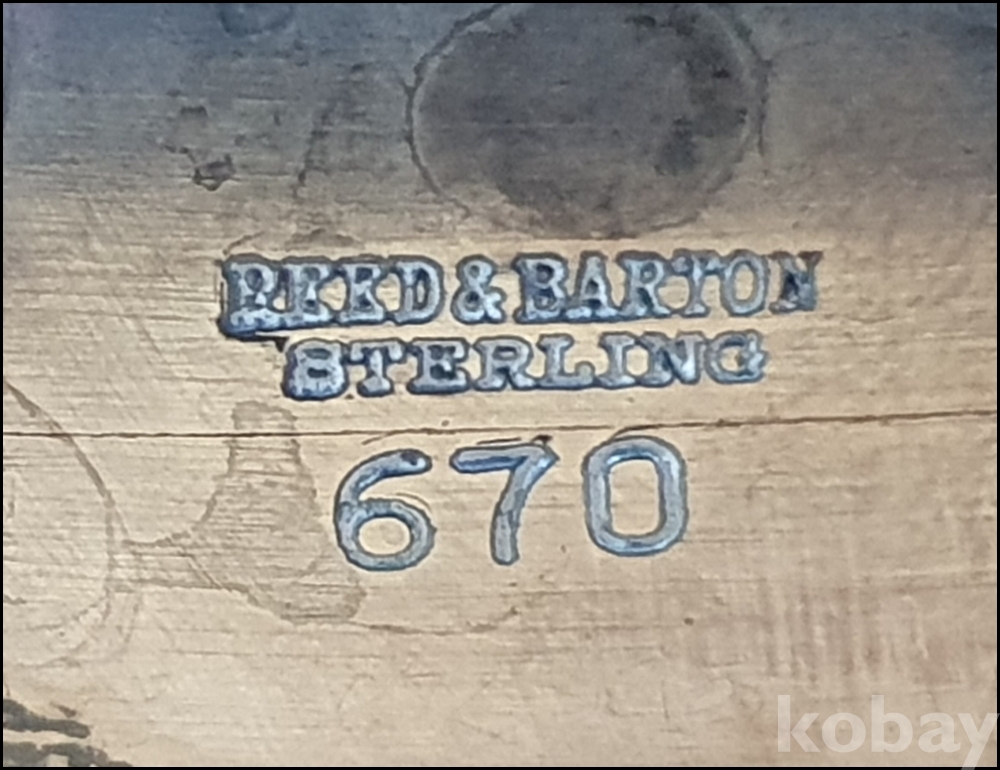 REED & BARTON
STERLING
670
kobay